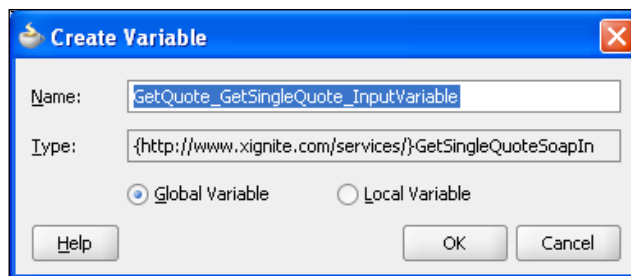 Create Variable
Name: GetQuote_GetSingleQuote_InputVariable
Type: {http://www.xignite.com/services/}GetSingleQuoteSoapIn
Global Variable Local Variable
Help OK Cancel